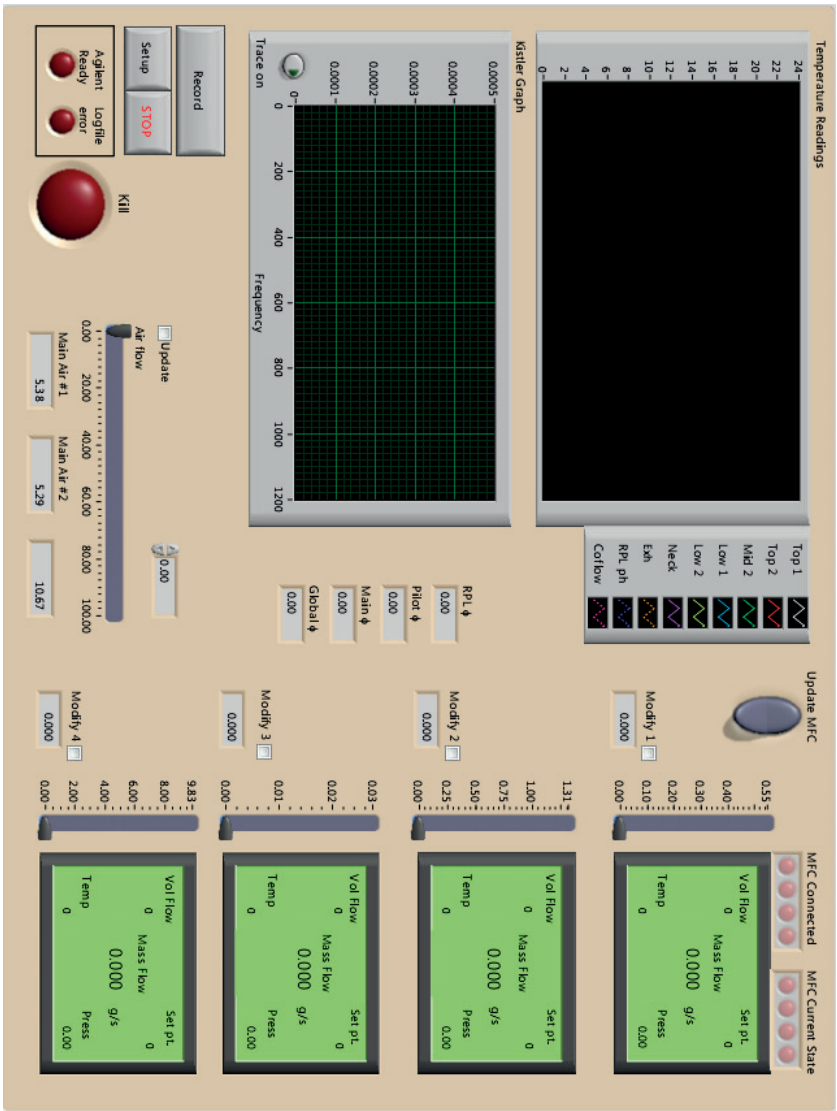 Temperature Readings
24
22
20
18
16
14
12
10
8
6
4
2
0
Top 1
Top 2
Mid 2
Low 1
Low 2
Neck
Exh
RPL ph
Coflow
Kistler Graph
0.0005
0.0004
0.0003
0.0002
0.0001
0
0 200 400 600 800 1000 1200
Frequency
Trace on
RPL ϕ
0.00
Pilot ϕ
0.00
Main ϕ
0.00
Global ϕ
0.00
Record
Setup STOP
Agilent Ready
Logfile error
Kill
Update
0.00
Air flow
0.00 20.00 40.00 60.00 80.00 100.00
Main Air #1 Main Air #2
5.38 5.29 10.67
Update MFC
MFC Connected MFC Current State
Modify 1
0.000
0.55
0.40
0.30
0.20
0.10
0.00
Vol Flow Mass Flow Set pt.
0 0.000 g/s 0
Temp Press
0 0.00
Modify 2
0.000
1.31
1.00
0.75
0.50
0.25
0.00
Vol Flow Mass Flow Set pt.
0 0.000 g/s 0
Temp Press
0 0.00
Modify 3
0.000
0.03
0.02
0.01
0.00
Vol Flow Mass Flow Set pt.
0 0.000 g/s 0
Temp Press
0 0.00
Modify 4
0.000
9.83
8.00
6.00
4.00
2.00
0.00
Vol Flow Mass Flow Set pt.
0 0.000 g/s 0
Temp Press
0 0.00